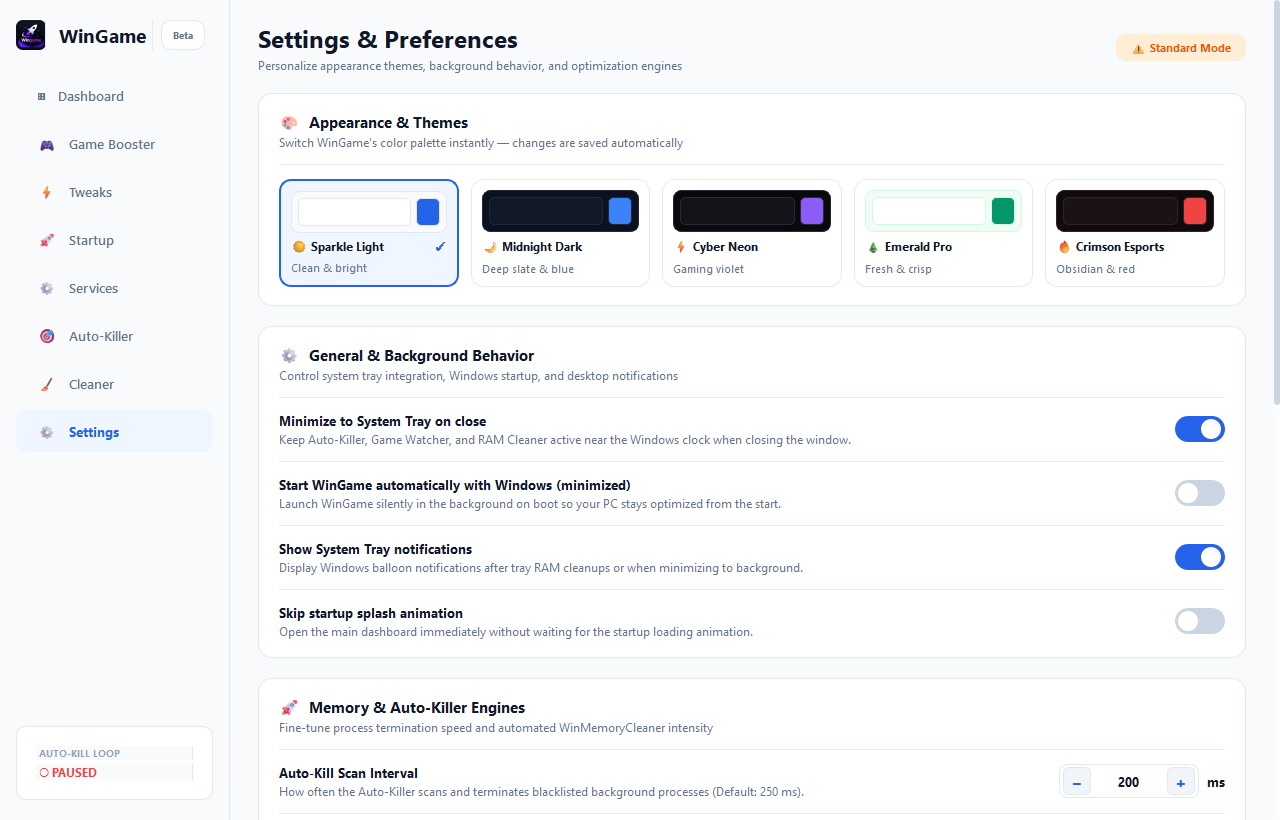 WinGame
Beta
Dashboard
Game Booster
Tweaks
Startup
Services
Auto-Killer
Cleaner
Settings
AUTO-KILL LOOP
PAUSED
Settings & Preferences
Personalize appearance themes, background behavior, and optimization engines
Standard Mode
Appearance & Themes
Switch WinGame's color palette instantly — changes are saved automatically
Sparkle Light ✓
Clean & bright
Midnight Dark
Deep slate & blue
Cyber Neon
Gaming violet
Emerald Pro
Fresh & crisp
Crimson Esports
Obsidian & red
General & Background Behavior
Control system tray integration, Windows startup, and desktop notifications
Minimize to System Tray on close
Keep Auto-Killer, Game Watcher, and RAM Cleaner active near the Windows clock when closing the window.
Start WinGame automatically with Windows (minimized)
Launch WinGame silently in the background on boot so your PC stays optimized from the start.
Show System Tray notifications
Display Windows balloon notifications after tray RAM cleanups or when minimizing to background.
Skip startup splash animation
Open the main dashboard immediately without waiting for the startup loading animation.
Memory & Auto-Killer Engines
Fine-tune process termination speed and automated WinMemoryCleaner intensity
Auto-Kill Scan Interval
How often the Auto-Killer scans and terminates blacklisted background processes (Default: 250 ms).
− 200 + ms